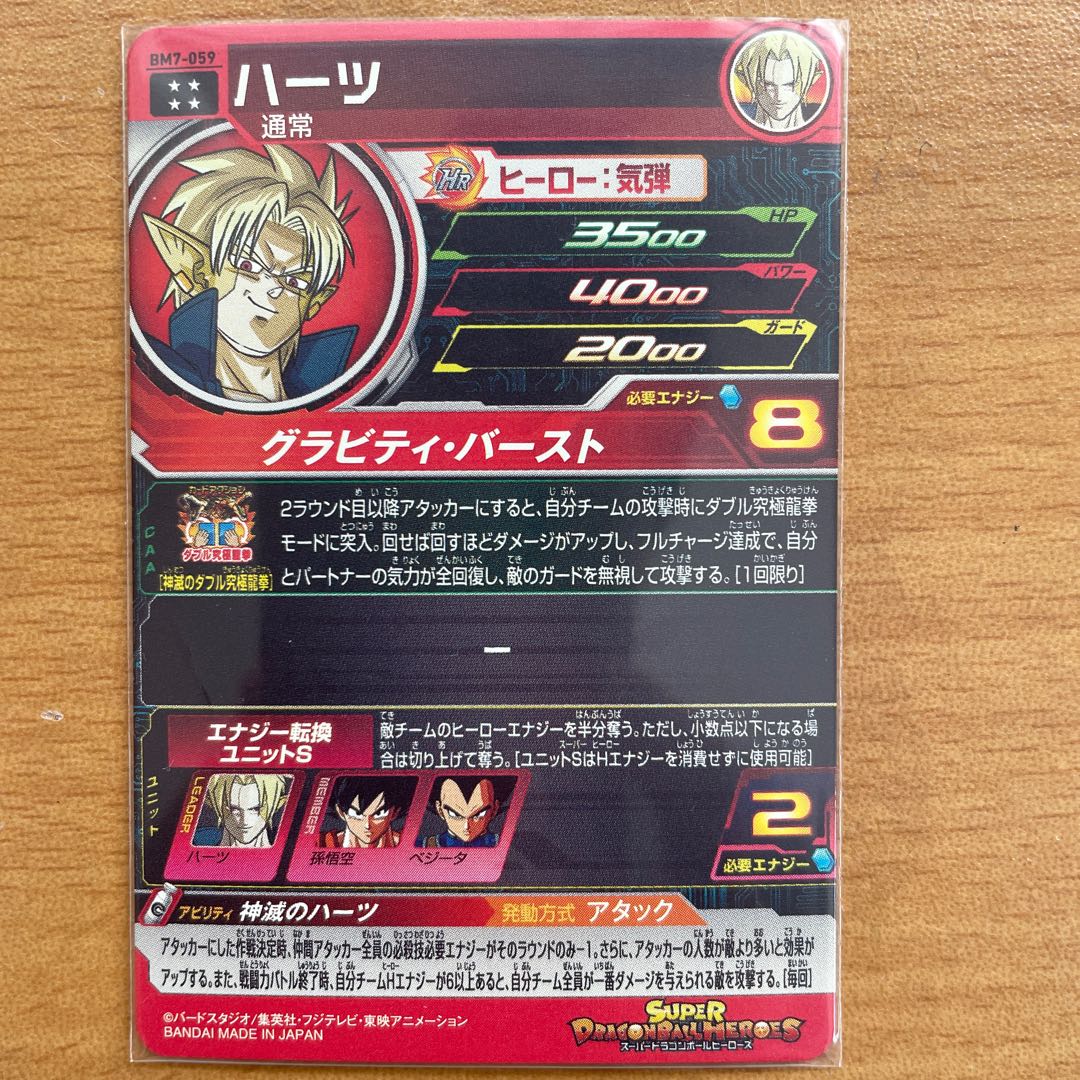 BM7-059
ハーツ
通常
HR
ヒーロー：気弾
HP
3500
パワー
4000
ガード
2000
必要エナジー
8
グラビティ・バースト
CAA
カードアクション
ダブル究極龍拳
[神滅のダブル究極龍拳]
2ラウンド目以降アタッカーにすると、自分チームの攻撃時にダブル究極龍拳
モードに突入。回せば回すほどダメージがアップし、フルチャージ達成で、自分
とパートナーの気力が全回復し、敵のガードを無視して攻撃する。[1回限り]
ー
ユニット
エナジー転換
ユニットS
敵チームのヒーローエナジーを半分奪う。ただし、小数点以下になる場
合は切り上げて奪う。[ユニットSはHエナジーを消費せずに使用可能]
LEADER
ハーツ
MEMBER
孫悟空
ベジータ
2
必要エナジー
アビリティ 神滅のハーツ
発動方式 アタック
アタッカーにした作戦決定時、仲間アタッカー全員の必殺技必要エナジーがそのラウンドのみ-1。さらに、アタッカーの人数が敵より多いと効果が
アップする。また、戦闘力バトル終了時、自分チームHエナジーが6以上あると、自分チーム全員が一番ダメージを与えられる敵を攻撃する。[毎回]
©バードスタジオ/集英社・フジテレビ・東映アニメーション
BANDAI MADE IN JAPAN
SUPER
DRAGONBALL HEROES
スーパードラゴンボールヒーローズ